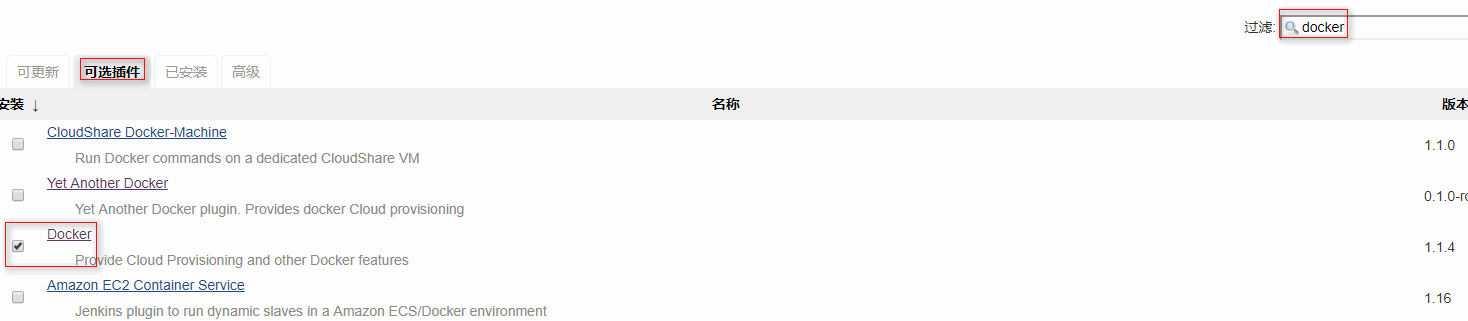 过滤: docker
可更新 可选插件 已安装 高级
安装 ↓ 名称 版本
CloudShare Docker-Machine
Run Docker commands on a dedicated CloudShare VM 1.1.0
Yet Another Docker
Yet Another Docker plugin. Provides docker Cloud provisioning 0.1.0-rc
Docker
Provide Cloud Provisioning and other Docker features 1.1.4
Amazon EC2 Container Service
Jenkins plugin to run dynamic slaves in a Amazon ECS/Docker environment 1.16